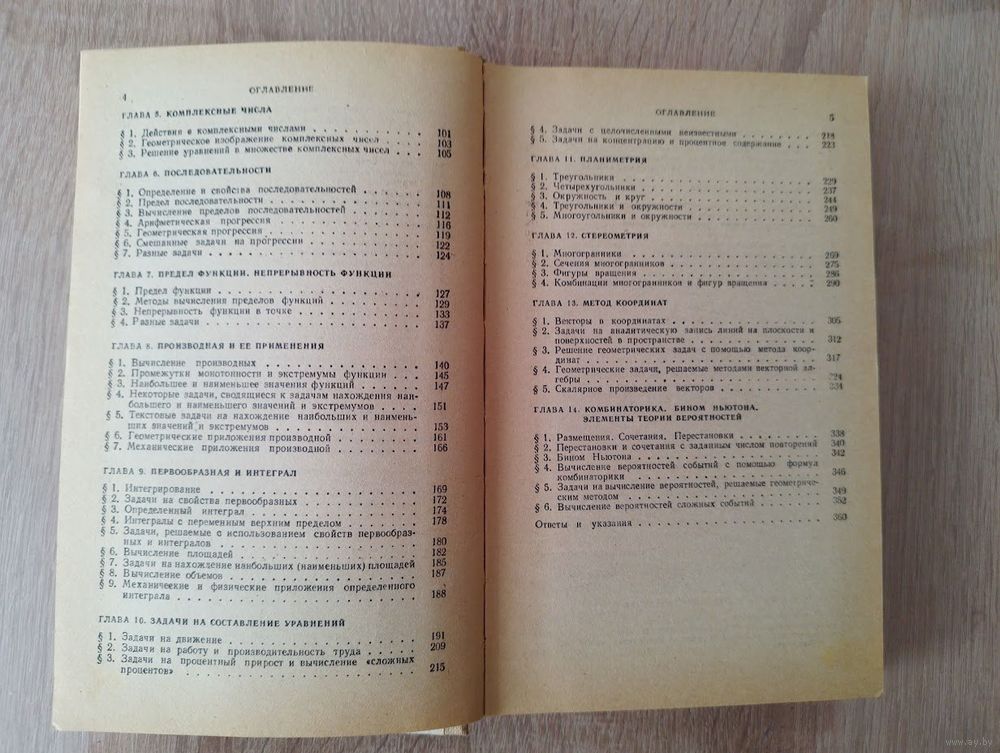 4 ОГЛАВЛЕНИЕ
ГЛАВА 5. КОМПЛЕКСНЫЕ ЧИСЛА
§ 1. Действия с комплексными числами . . . . . . . . . . 101
§ 2. Геометрическое изображение комплексных чисел . . . 103
§ 3. Решение уравнений в множестве комплексных чисел . . . 105
ГЛАВА 6. ПОСЛЕДОВАТЕЛЬНОСТИ
§ 1. Определение и свойства последовательностей . . . . . . 108
§ 2. Предел последовательности . . . . . . . . . . . . . . 111
§ 3. Вычисление пределов последовательностей . . . . . . . 112
§ 4. Арифметическая прогрессия . . . . . . . . . . . . . . 116
§ 5. Геометрическая прогрессия . . . . . . . . . . . . . . 119
§ 6. Смешанные задачи на прогрессии . . . . . . . . . . . 122
§ 7. Разные задачи . . . . . . . . . . . . . . . . . . . . 124
ГЛАВА 7. ПРЕДЕЛ ФУНКЦИИ. НЕПРЕРЫВНОСТЬ ФУНКЦИИ
§ 1. Предел функции . . . . . . . . . . . . . . . . . . . 127
§ 2. Методы вычисления пределов функций . . . . . . . . . 129
§ 3. Непрерывность функции в точке . . . . . . . . . . . . 133
§ 4. Разные задачи . . . . . . . . . . . . . . . . . . . . 137
ГЛАВА 8. ПРОИЗВОДНАЯ И ЕЕ ПРИМЕНЕНИЯ
§ 1. Вычисление производных . . . . . . . . . . . . . . . 140
§ 2. Промежутки монотонности и экстремумы функции . . . . 145
§ 3. Наибольшее и наименьшее значения функций . . . . . . 147
§ 4. Некоторые задачи, сводящиеся к задачам нахождения наи-
большего и наименьшего значений и экстремумов . . . . 151
§ 5. Текстовые задачи на нахождение наибольших и наимень-
ших значений и экстремумов . . . . . . . . . . . . . 153
§ 6. Геометрические приложения производной . . . . . . . . 161
§ 7. Механические приложения производной . . . . . . . . . 166
ГЛАВА 9. ПЕРВООБРАЗНАЯ И ИНТЕГРАЛ
§ 1. Интегрирование . . . . . . . . . . . . . . . . . . . 169
§ 2. Задачи на свойства первообразных . . . . . . . . . . 172
§ 3. Определенный интеграл . . . . . . . . . . . . . . . . 174
§ 4. Интегралы с переменным верхним пределом . . . . . . . 178
§ 5. Задачи, решаемые с использованием свойств первообраз-
ных и интегралов . . . . . . . . . . . . . . . . . . 180
§ 6. Вычисление площадей . . . . . . . . . . . . . . . . . 182
§ 7. Задачи на нахождение наибольших (наименьших) площадей 185
§ 8. Вычисление объемов . . . . . . . . . . . . . . . . . 187
§ 9. Механические и физические приложения определенного
интеграла . . . . . . . . . . . . . . . . . . . . . . 188
ГЛАВА 10. ЗАДАЧИ НА СОСТАВЛЕНИЕ УРАВНЕНИЙ
§ 1. Задачи на движение . . . . . . . . . . . . . . . . . 191
§ 2. Задачи на работу и производительность труда . . . . . 209
§ 3. Задачи на процентный прирост и вычисление «сложных
процентов» . . . . . . . . . . . . . . . . . . . . . 215
ОГЛАВЛЕНИЕ 5
§ 4. Задачи с целочисленными неизвестными . . . . . . . . 218
§ 5. Задачи на концентрацию и процентное содержание . . . 223
ГЛАВА 11. ПЛАНИМЕТРИЯ
§ 1. Треугольники . . . . . . . . . . . . . . . . . . . . 229
§ 2. Четырехугольники . . . . . . . . . . . . . . . . . . 237
§ 3. Окружность и круг . . . . . . . . . . . . . . . . . . 244
§ 4. Треугольники и окружности . . . . . . . . . . . . . . 249
§ 5. Многоугольники и окружности . . . . . . . . . . . . . 260
ГЛАВА 12. СТЕРЕОМЕТРИЯ
§ 1. Многогранники . . . . . . . . . . . . . . . . . . . . 269
§ 2. Сечения многогранников . . . . . . . . . . . . . . . 275
§ 3. Фигуры вращения . . . . . . . . . . . . . . . . . . . 286
§ 4. Комбинации многогранников и фигур вращения . . . . . 290
ГЛАВА 13. МЕТОД КООРДИНАТ
§ 1. Векторы в координатах . . . . . . . . . . . . . . . . 305
§ 2. Задачи на аналитическую запись линий на плоскости и
поверхностей в пространстве . . . . . . . . . . . . . 312
§ 3. Решение геометрических задач с помощью метода коор-
динат . . . . . . . . . . . . . . . . . . . . . . . . 317
§ 4. Геометрические задачи, решаемые методами векторной ал-
гебры . . . . . . . . . . . . . . . . . . . . . . . . 324
§ 5. Скалярное произведение векторов . . . . . . . . . . . 334
ГЛАВА 14. КОМБИНАТОРИКА. БИНОМ НЬЮТОНА.
ЭЛЕМЕНТЫ ТЕОРИИ ВЕРОЯТНОСТЕЙ
§ 1. Размещения. Сочетания. Перестановки . . . . . . . . . 338
§ 2. Перестановки и сочетания с заданным числом повторений 340
§ 3. Бином Ньютона . . . . . . . . . . . . . . . . . . . . 342
§ 4. Вычисление вероятностей событий с помощью формул
комбинаторики . . . . . . . . . . . . . . . . . . . . 346
§ 5. Задачи на вычисление вероятностей, решаемые геометриче-
ским методом . . . . . . . . . . . . . . . . . . . . . 349
§ 6. Вычисление вероятностей сложных событий . . . . . . . 352
Ответы и указания . . . . . . . . . . . . . . . . . . . . 360
www.ay.by